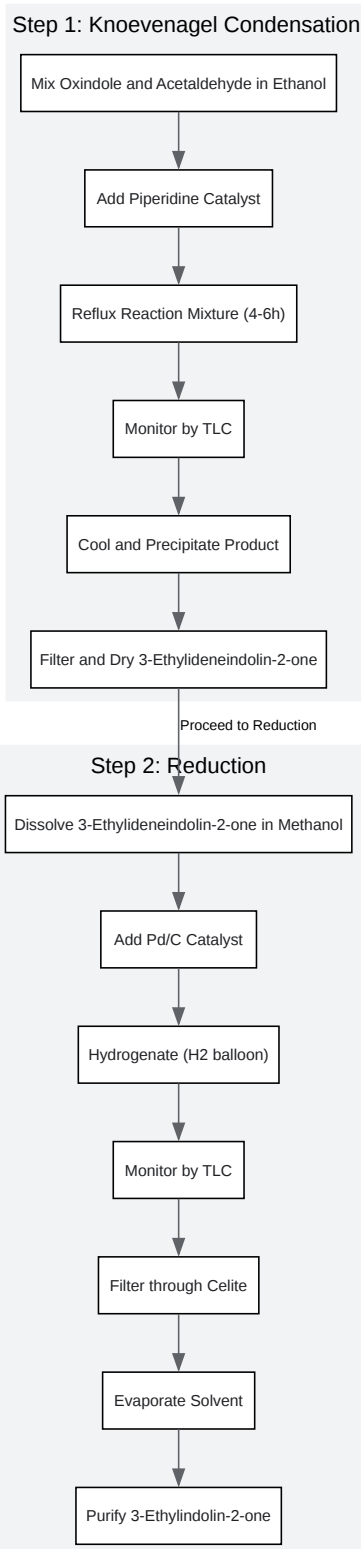 Step 1: Knoevenagel Condensation
Mix Oxindole and Acetaldehyde in Ethanol
Add Piperidine Catalyst
Reflux Reaction Mixture (4-6h)
Monitor by TLC
Cool and Precipitate Product
Filter and Dry 3-Ethylideneindolin-2-one
Proceed to Reduction
Step 2: Reduction
Dissolve 3-Ethylideneindolin-2-one in Methanol
Add Pd/C Catalyst
Hydrogenate (H2 balloon)
Monitor by TLC
Filter through Celite
Evaporate Solvent
Purify 3-Ethylindolin-2-one